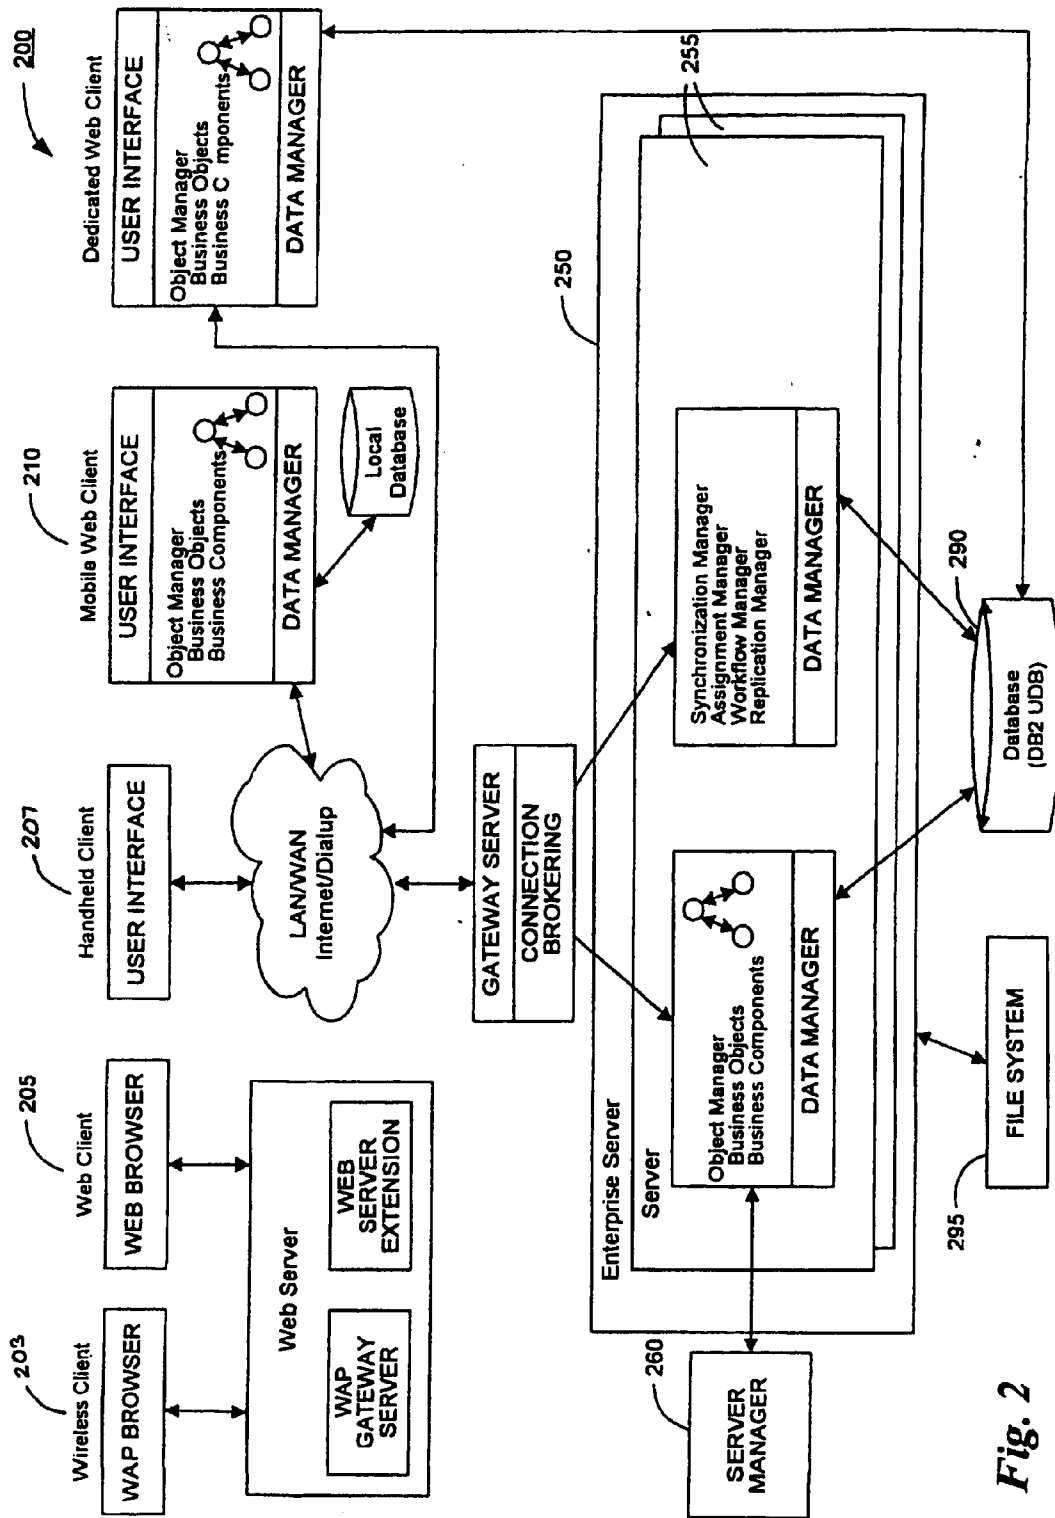 200
203
205
207
210
Wireless Client
Web Client
Handheld Client
Mobile Web Client
Dedicated Web Client
WAP BROWSER
WEB BROWSER
USER INTERFACE
USER INTERFACE
Object Manager
Business Objects
Business Components
DATA MANAGER
USER INTERFACE
Object Manager
Business Objects
Business C mponents
DATA MANAGER
Web Server
WAP
GATEWAY
SERVER
WEB
SERVER
EXTENSION
LAN/WAN
Internet/Dialup
Local
Database
GATEWAY SERVER
CONNECTION
BROKERING
250
255
Enterprise Server
Server
Object Manager
Business Objects
Business Components
DATA MANAGER
Synchronization Manager
Assignment Manager
Workflow Manager
Replication Manager
DATA MANAGER
260
SERVER
MANAGER
295
FILE SYSTEM
290
Database
(DB2 UDB)
Fig. 2